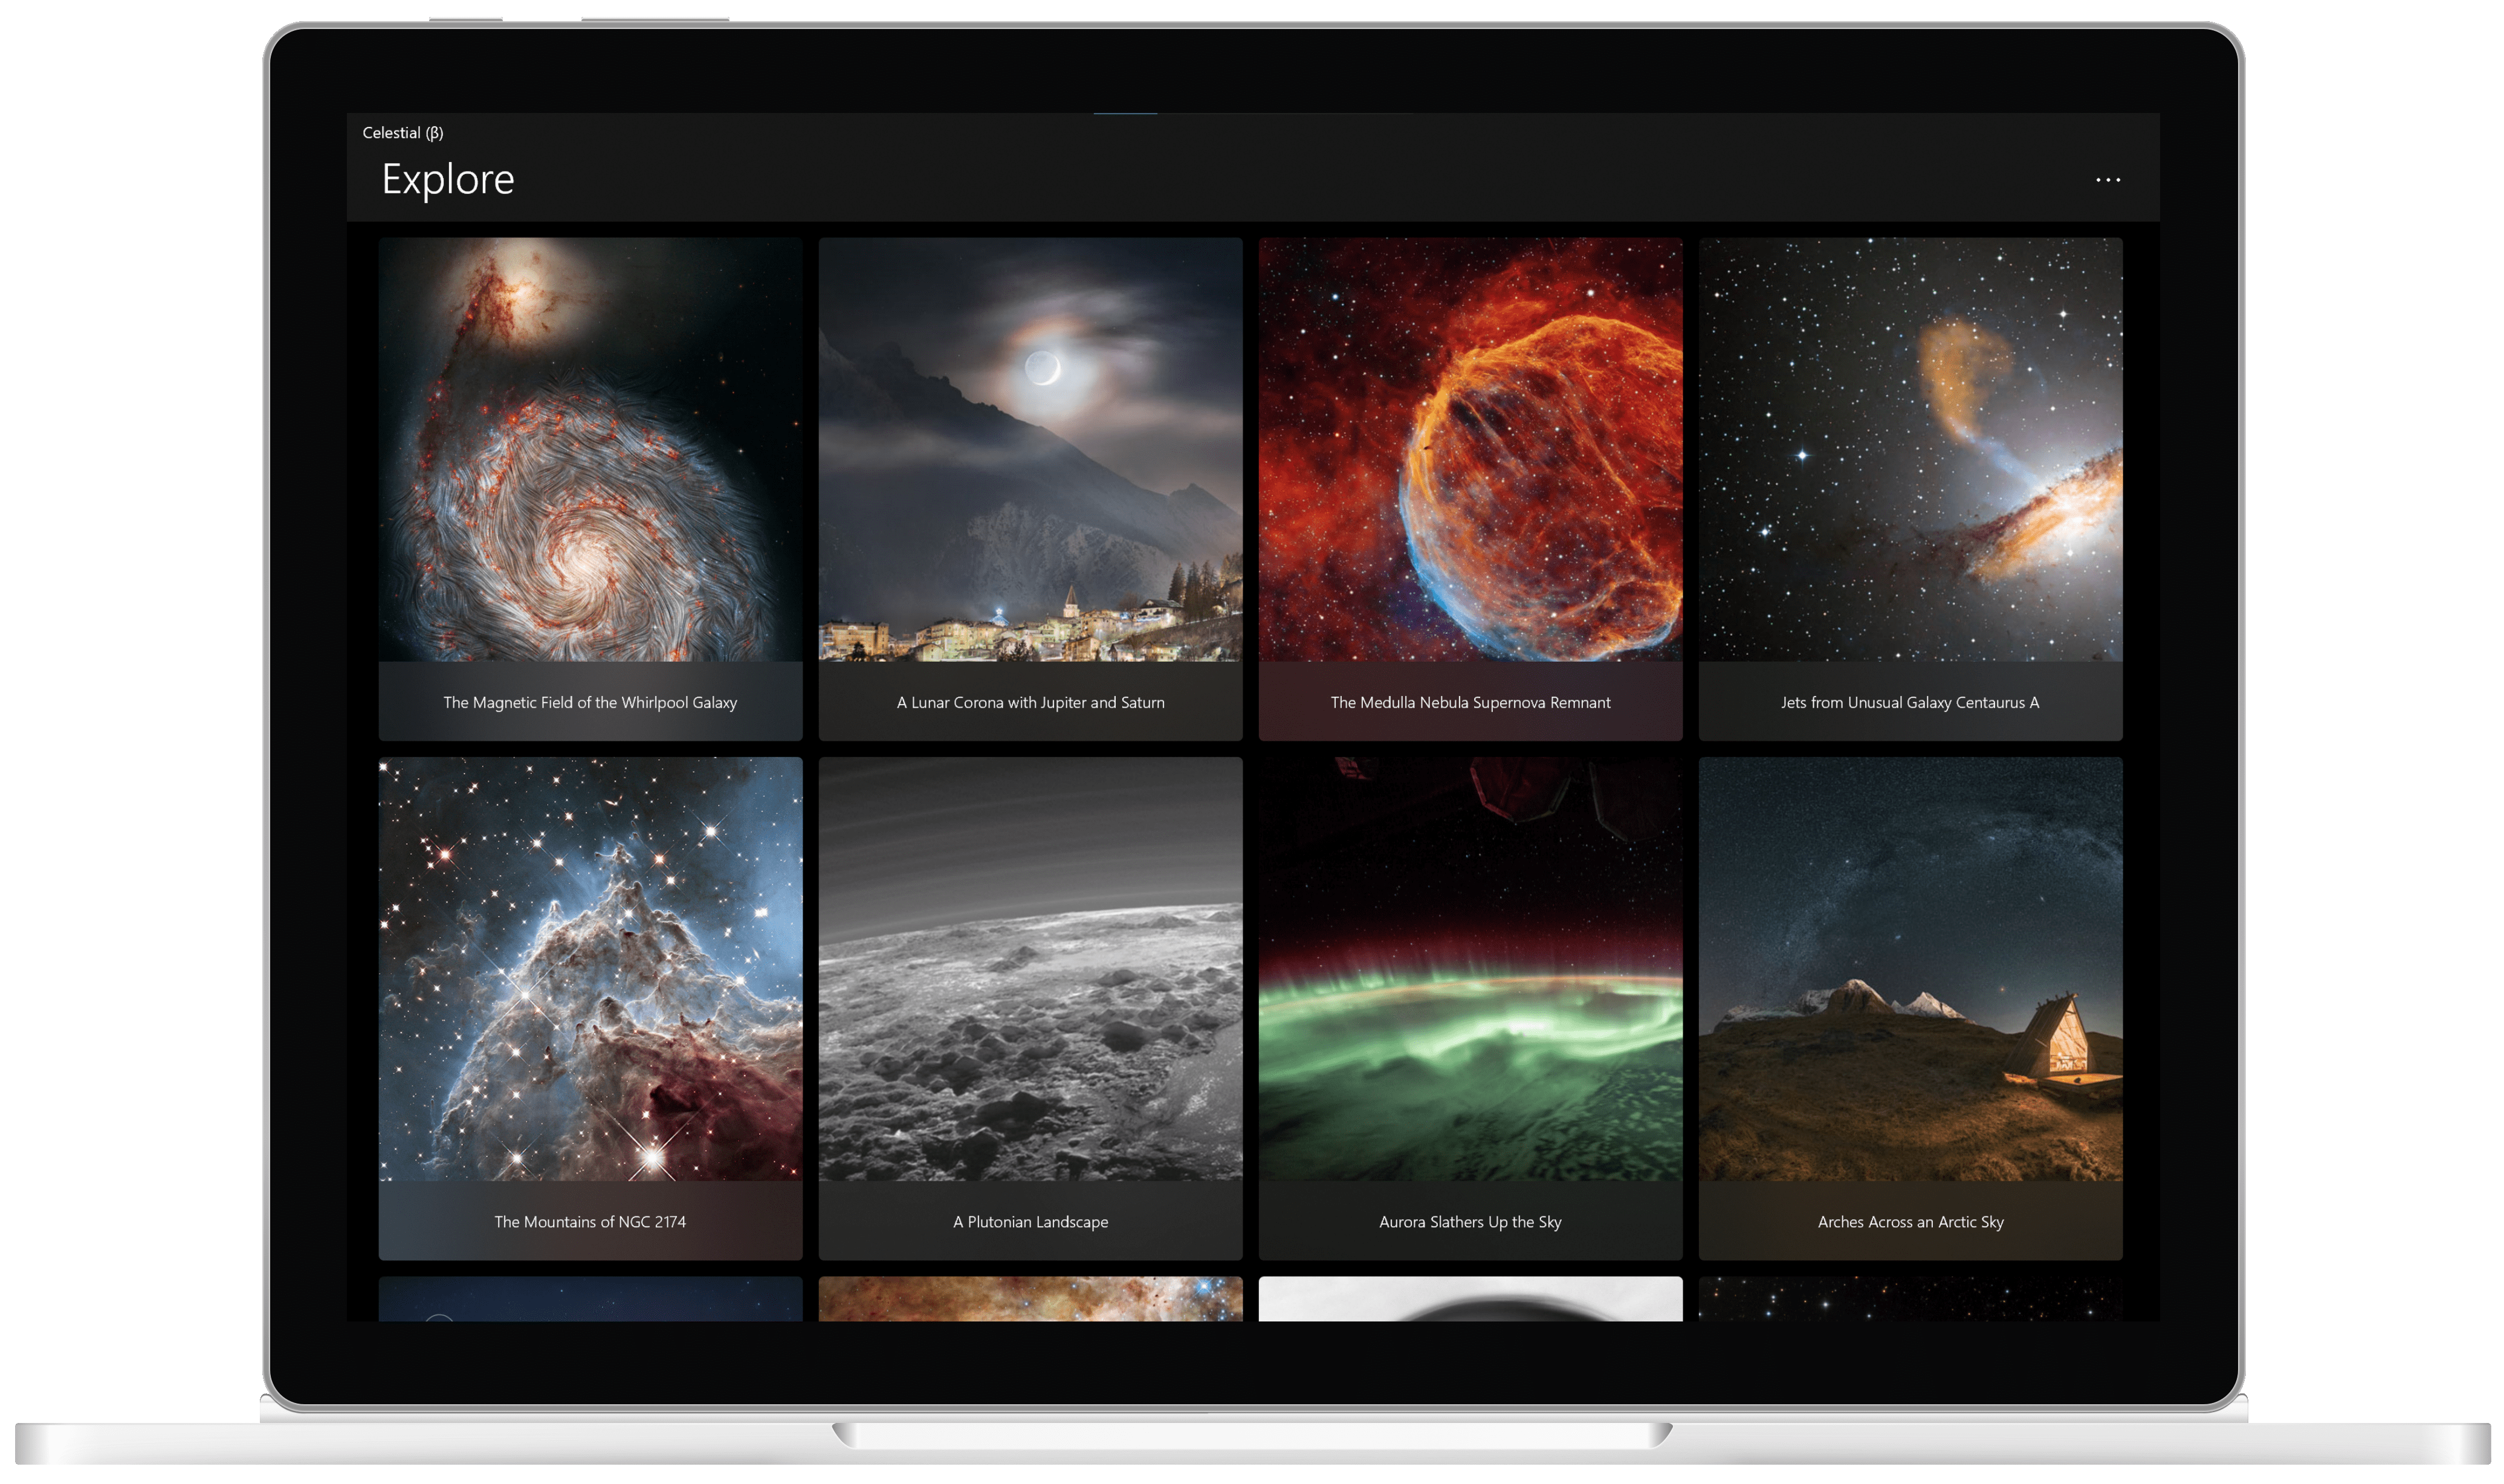 Celestial (β)
Explore
The Magnetic Field of the Whirlpool Galaxy
A Lunar Corona with Jupiter and Saturn
The Medulla Nebula Supernova Remnant
Jets from Unusual Galaxy Centaurus A
The Mountains of NGC 2174
A Plutonian Landscape
Aurora Slathers Up the Sky
Arches Across an Arctic Sky